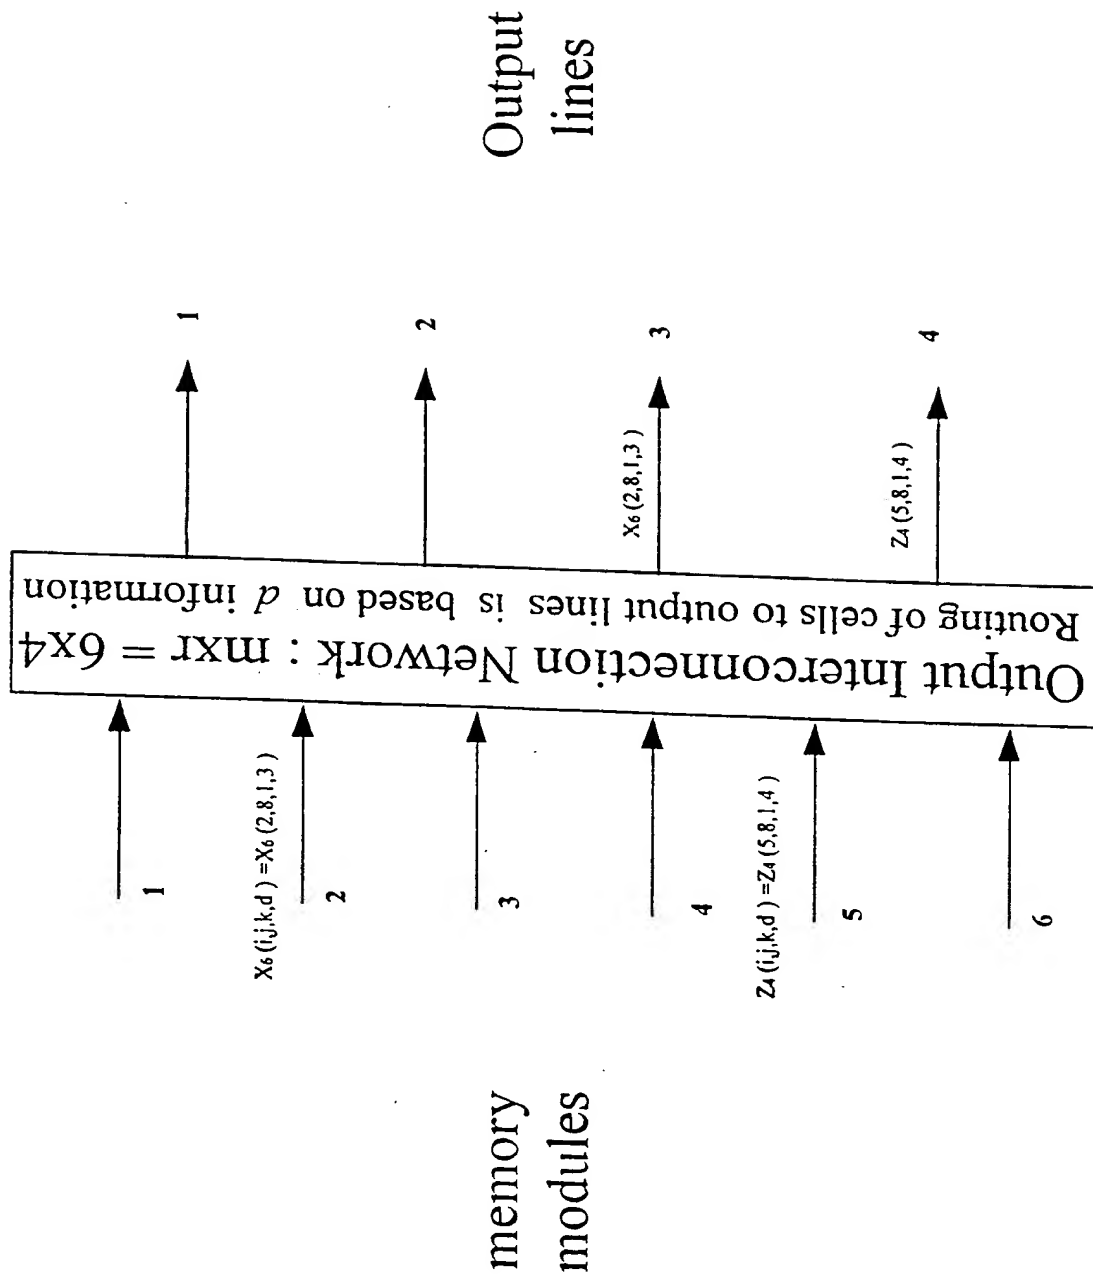 memory
modules
1
X6 (i,j,k,d ) =X6 (2,8,1,3 )
2
3
4
Z4 (i,j,k,d ) =Z4 (5,8,1,4 )
5
6
Output Interconnection Network : mxr = 6x4
Routing of cells to output lines is based on d information
1
2
X6 (2,8,1,3 )
3
Z4 (5,8,1,4 )
4
Output
lines